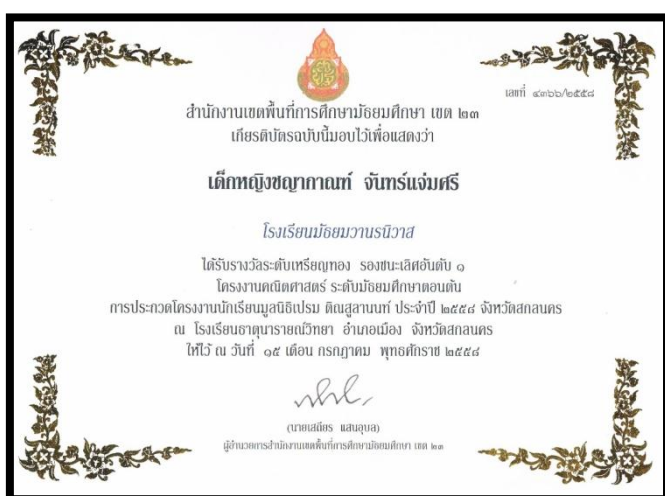 เลขที่ ๔๓๖๖/๒๕๕๘
สำนักงานเขตพื้นที่การศึกษามัธยมศึกษา เขต ๒๓
เกียรติบัตรฉบับนี้มอบไว้เพื่อแสดงว่า
เด็กหญิงชญากาณฑ์ จันทร์แจ่มศรี
โรงเรียนมัธยมวานรนิวาส
ได้รับรางวัลระดับเหรียญทอง รองชนะเลิศอันดับ ๑
โครงงานคณิตศาสตร์ ระดับมัธยมศึกษาตอนต้น
การประกวดโครงงานนักเรียนมูลนิธิเปรม ติณสูลานนท์ ประจำปี ๒๕๕๘ จังหวัดสกลนคร
ณ โรงเรียนธาตุนารายณ์วิทยา อำเภอเมือง จังหวัดสกลนคร
ให้ไว้ ณ วันที่ ๑๕ เดือน กรกฎาคม พุทธศักราช ๒๕๕๘
(นายเสถียร แสนอุบล)
ผู้อำนวยการสำนักงานเขตพื้นที่การศึกษามัธยมศึกษา เขต ๒๓